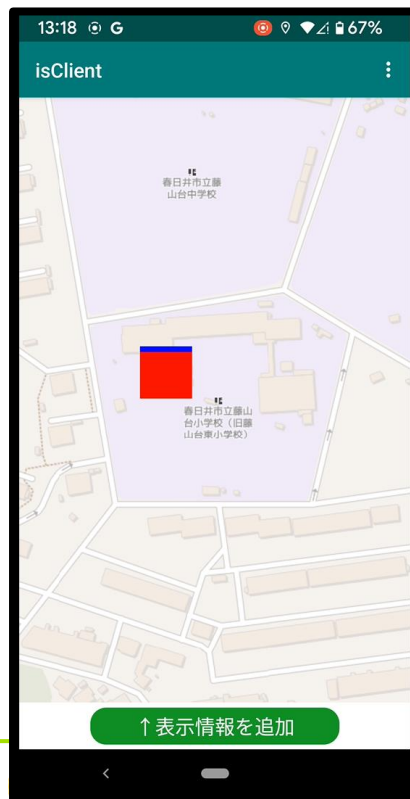 13:18 G 67%
isClient
春日井市立藤
山台中学校
春日井市立藤山
台小学校（旧藤
山台東小学校）
↑表示情報を追加